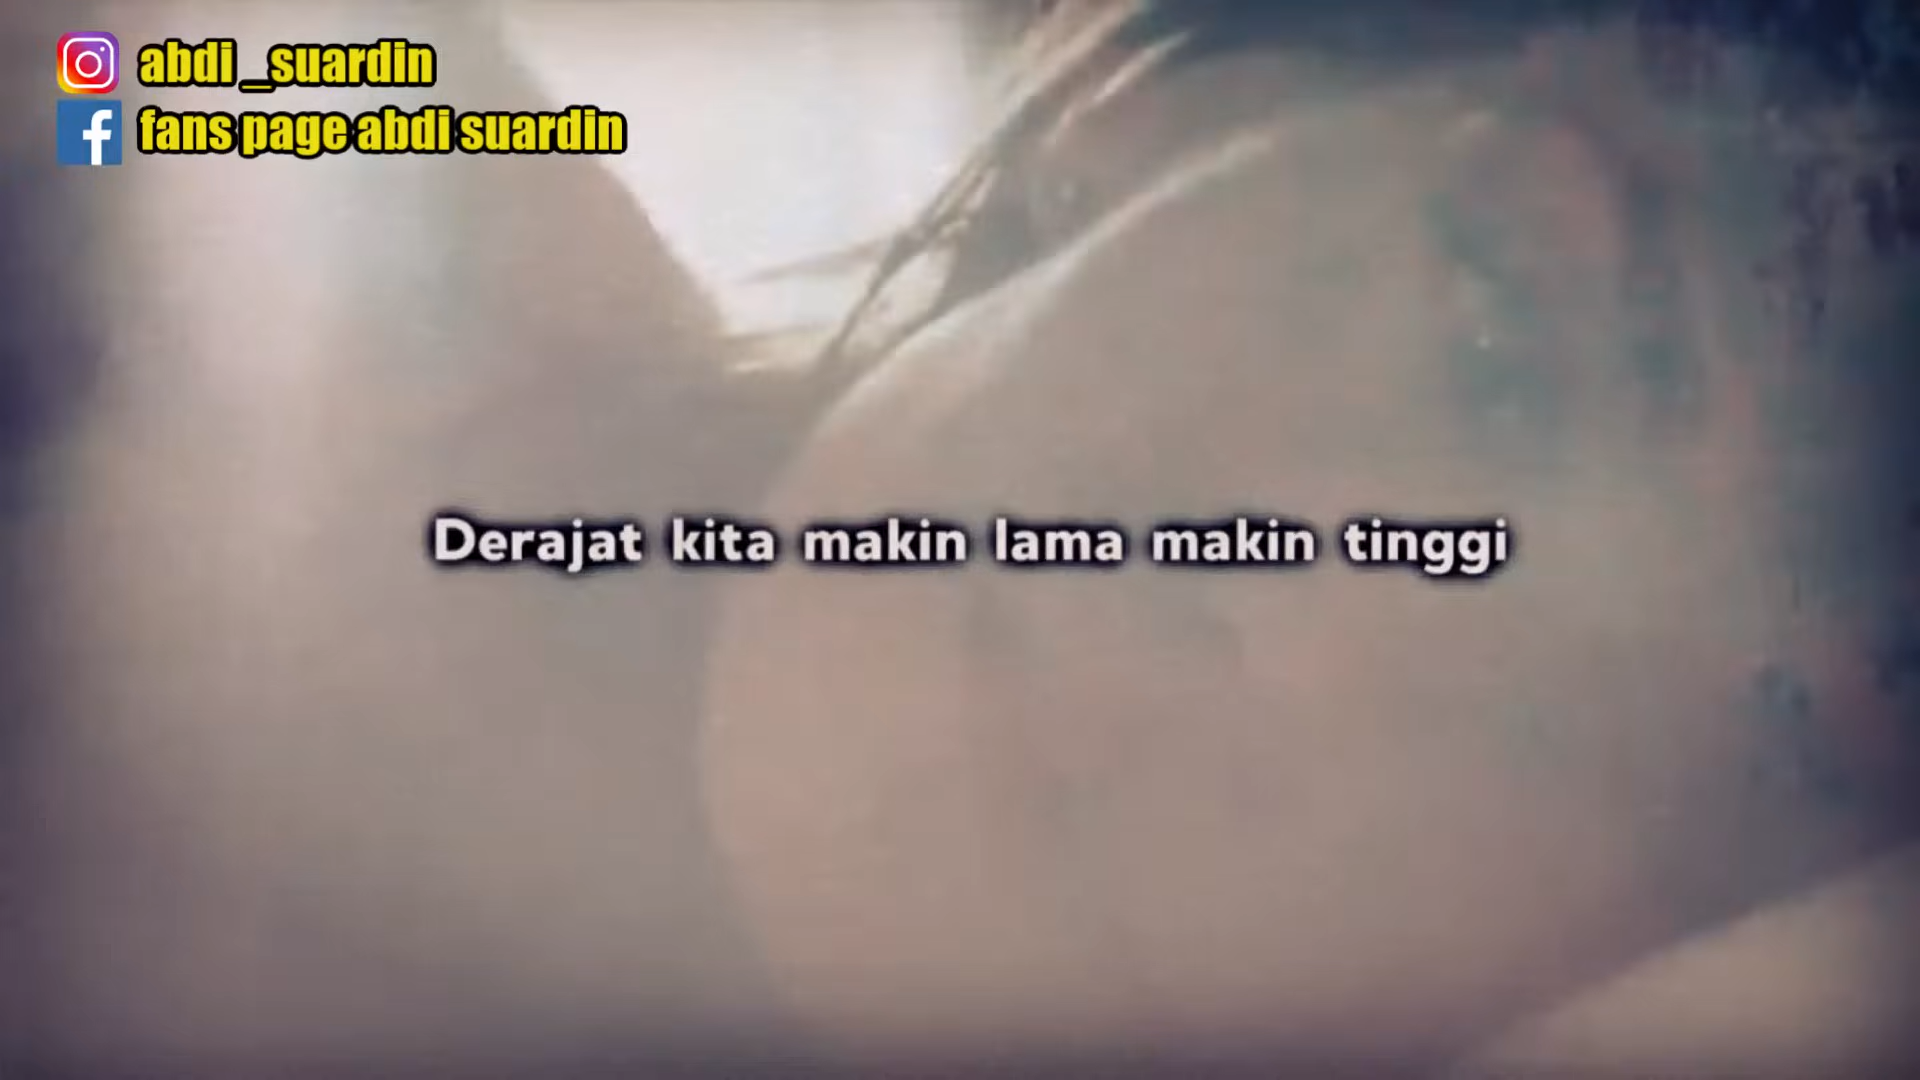 abdi_suardin
fans page abdi suardin
Derajat kita makin lama makin tinggi